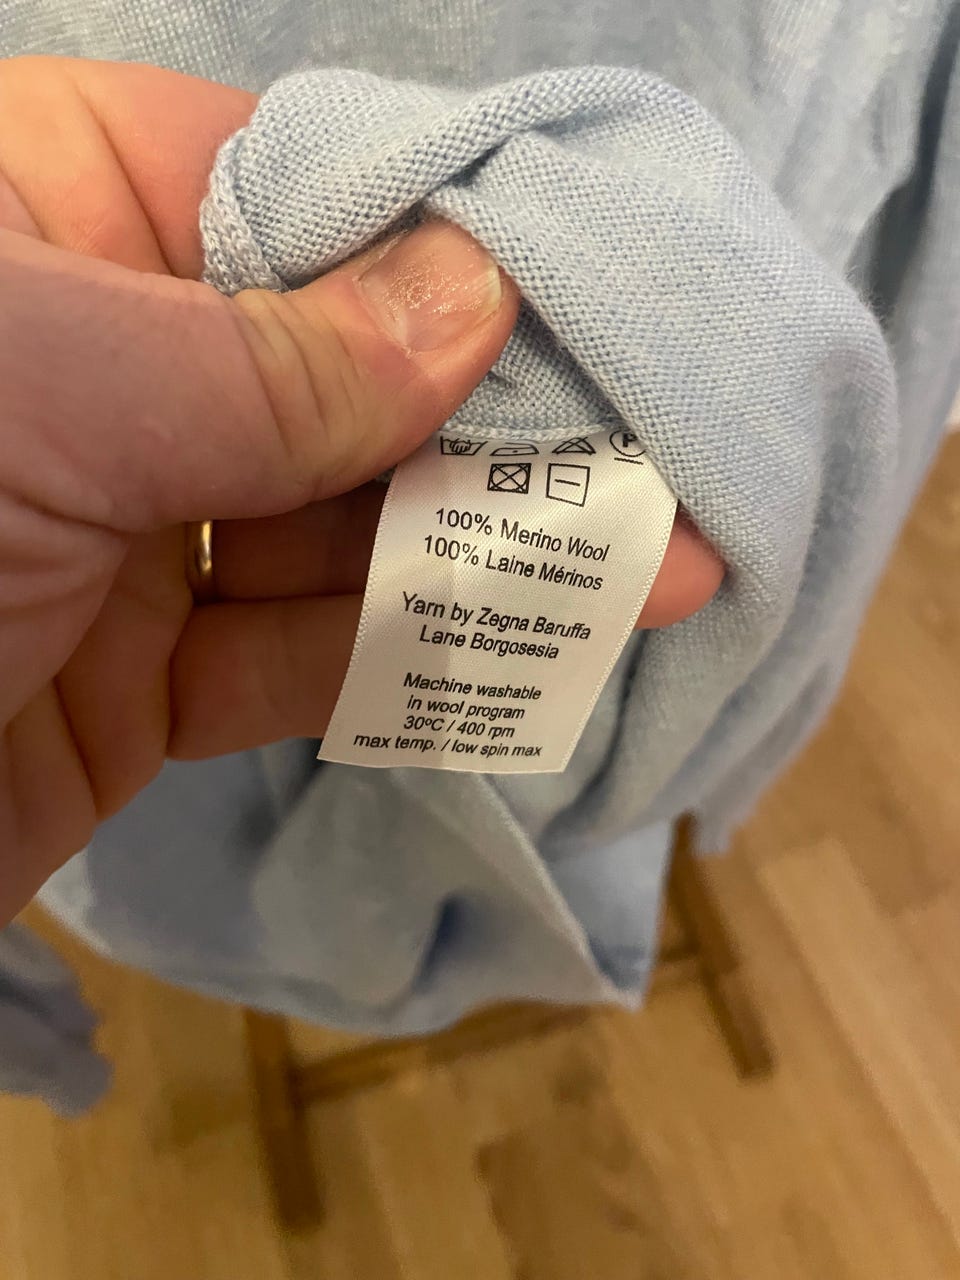 P
100% Merino Wool
100% Laine Mérinos
Yarn by Zegna Baruffa
Lane Borgosesia
Machine washable
in wool program
30ºC / 400 rpm
max temp. / low spin max